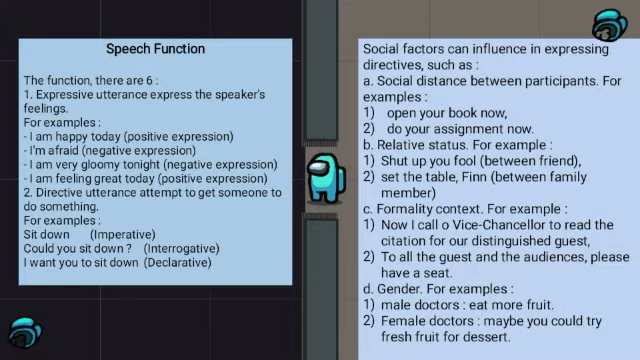 Speech Function
The function, there are 6 :
1. Expressive utterance express the speaker's
feelings.
For examples :
- I am happy today (positive expression)
- I'm afraid (negative expression)
- I am very gloomy tonight (negative expression)
- I am feeling great today (positive expression)
2. Directive utterance attempt to get someone to
do something.
For examples :
Sit down (Imperative)
Could you sit down ? (Interrogative)
I want you to sit down (Declarative)
Social factors can influence in expressing
directives, such as :
a. Social distance between participants. For
examples :
1) open your book now,
2) do your assignment now.
b. Relative status. For example :
1) Shut up you fool (between friend),
2) set the table, Finn (between family
member)
c. Formality context. For example :
1) Now I call o Vice-Chancellor to read the
citation for our distinguished guest,
2) To all the guest and the audiences, please
have a seat.
d. Gender. For examples :
1) male doctors : eat more fruit.
2) Female doctors : maybe you could try
fresh fruit for dessert.